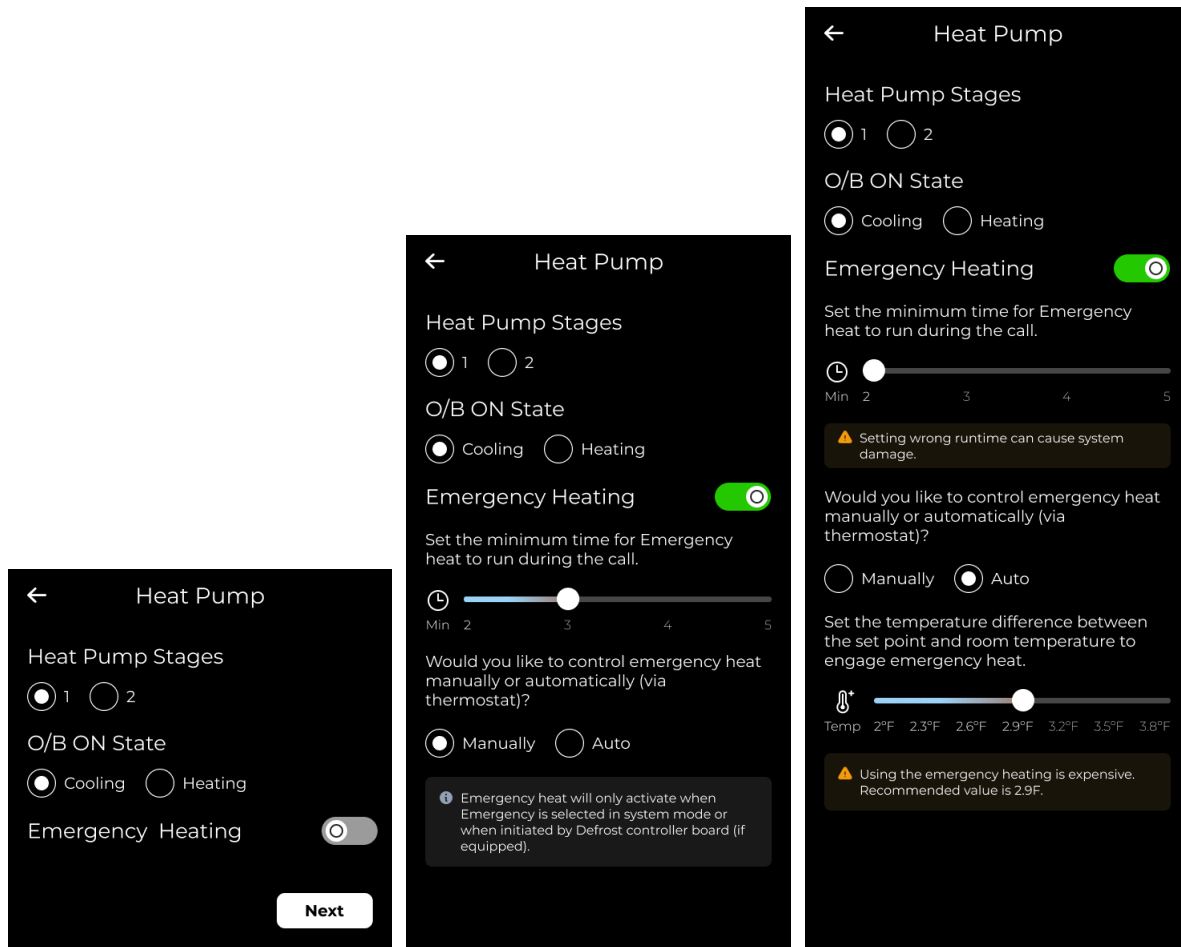 Heat Pump
Heat Pump Stages
1 2
O/B ON State
Cooling Heating
Emergency Heating
Next
Heat Pump
Heat Pump Stages
1 2
O/B ON State
Cooling Heating
Emergency Heating
Set the minimum time for Emergency
heat to run during the call.
Min 2 3 4 5
Would you like to control emergency heat
manually or automatically (via
thermostat)?
Manually Auto
Emergency heat will only activate when
Emergency is selected in system mode or
when initiated by Defrost controller board (if
equipped).
Heat Pump
Heat Pump Stages
1 2
O/B ON State
Cooling Heating
Emergency Heating
Set the minimum time for Emergency
heat to run during the call.
Min 2 3 4 5
Setting wrong runtime can cause system
damage.
Would you like to control emergency heat
manually or automatically (via
thermostat)?
Manually Auto
Set the temperature difference between
the set point and room temperature to
engage emergency heat.
Temp 2°F 2.3°F 2.6°F 2.9°F 3.2°F 3.5°F 3.8°F
Using the emergency heating is expensive.
Recommended value is 2.9F.